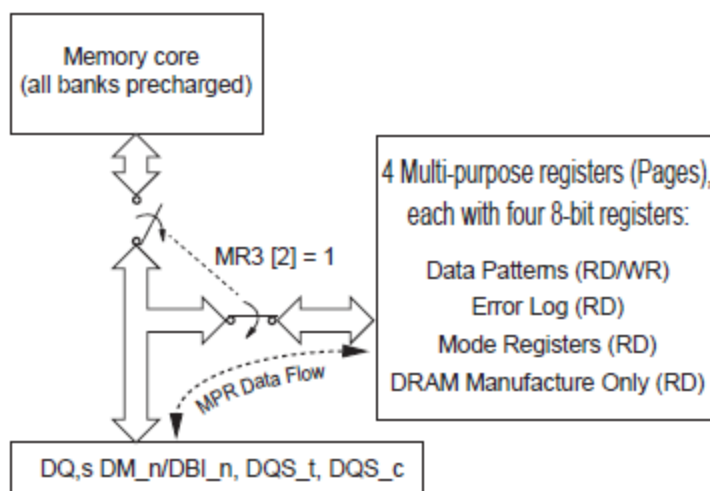 Memory core
(all banks precharged)
4 Multi-purpose registers (Pages),
each with four 8-bit registers:
Data Patterns (RD/WR)
Error Log (RD)
Mode Registers (RD)
DRAM Manufacture Only (RD)
MR3 [2] = 1
MPR Data Flow
DQ,s DM_n/DBI_n, DQS_t, DQS_c